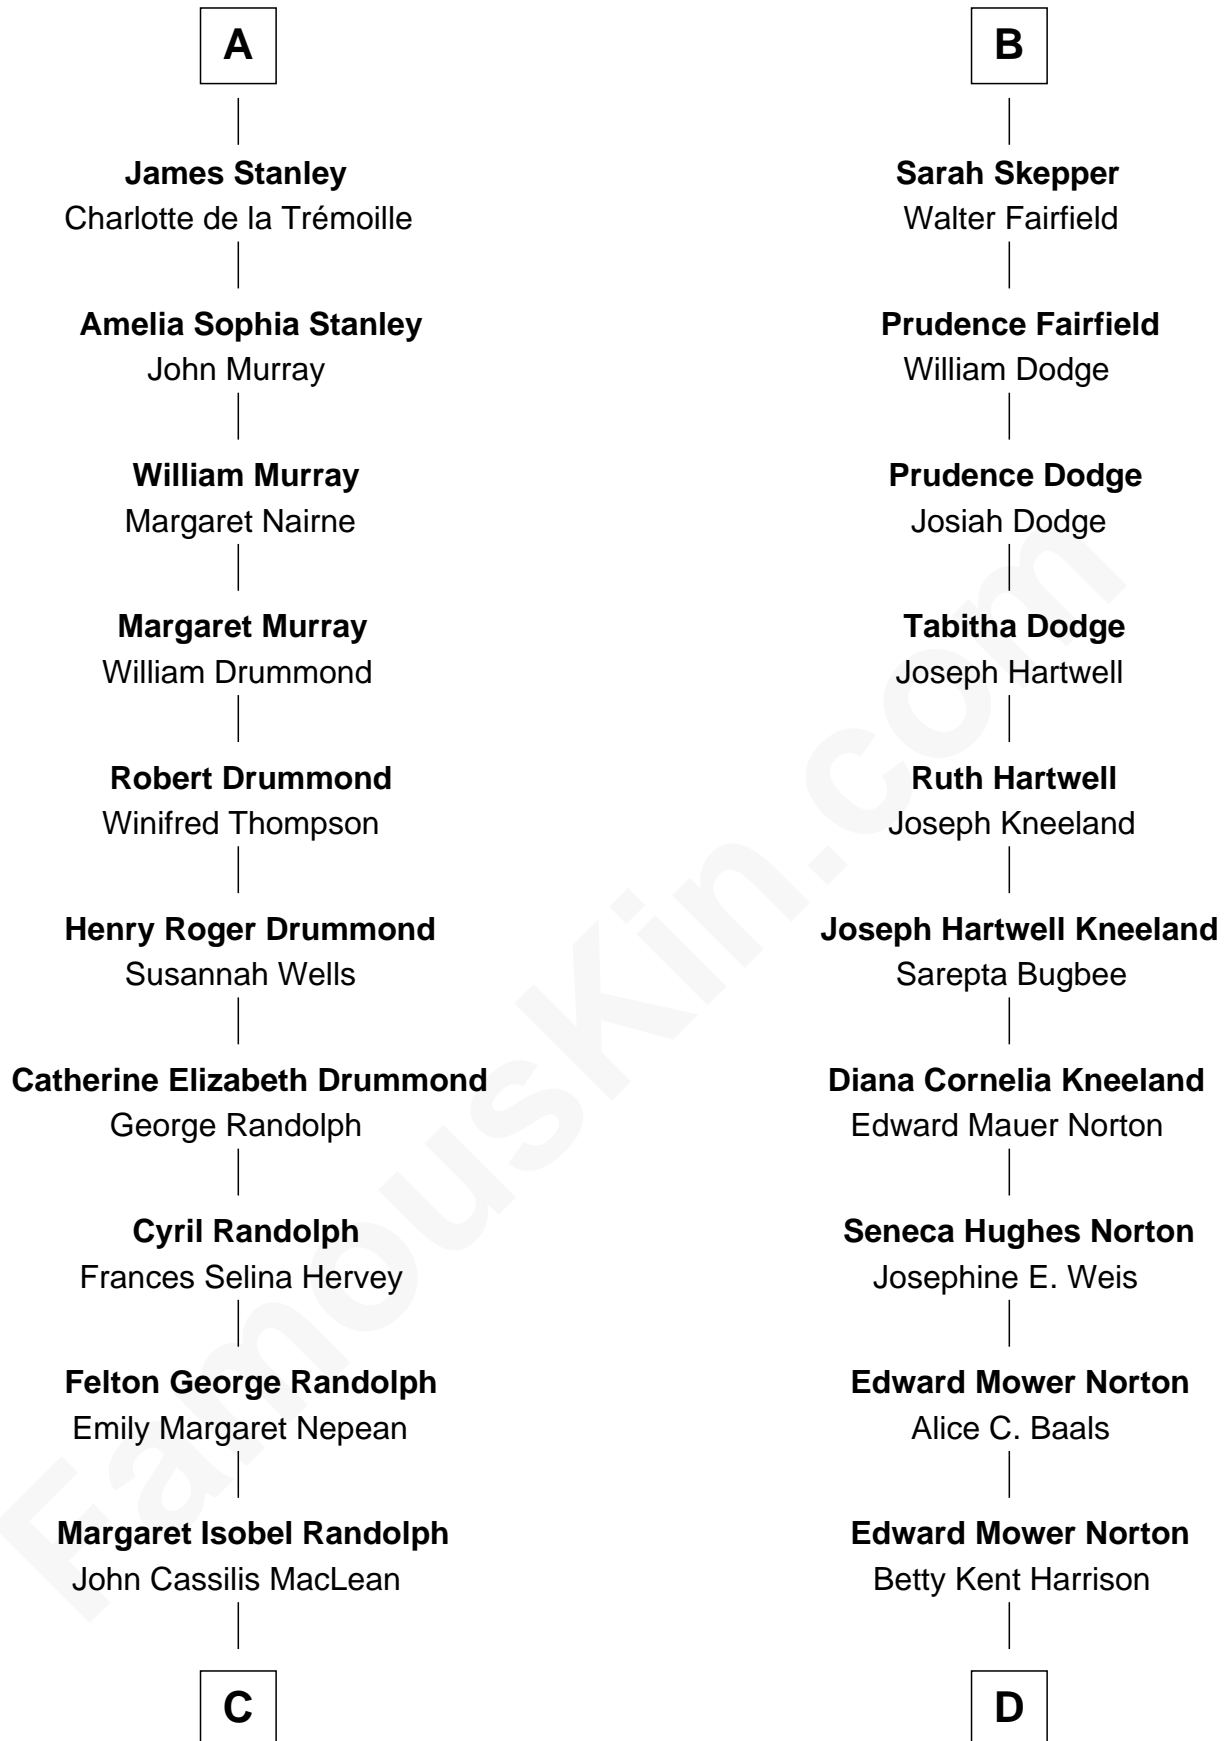 A
James Stanley
Charlotte de la Trémoille
Amelia Sophia Stanley
John Murray
William Murray
Margaret Nairne
Margaret Murray
William Drummond
Robert Drummond
Winifred Thompson
Henry Roger Drummond
Susannah Wells
Catherine Elizabeth Drummond
George Randolph
Cyril Randolph
Frances Selina Hervey
Felton George Randolph
Emily Margaret Nepean
Margaret Isobel Randolph
John Cassilis MacLean
C
B
Sarah Skepper
Walter Fairfield
Prudence Fairfield
William Dodge
Prudence Dodge
Josiah Dodge
Tabitha Dodge
Joseph Hartwell
Ruth Hartwell
Joseph Kneeland
Joseph Hartwell Kneeland
Sarepta Bugbee
Diana Cornelia Kneeland
Edward Mauer Norton
Seneca Hughes Norton
Josephine E. Weis
Edward Mower Norton
Alice C. Baals
Edward Mower Norton
Betty Kent Harrison
D
FamousKin.com